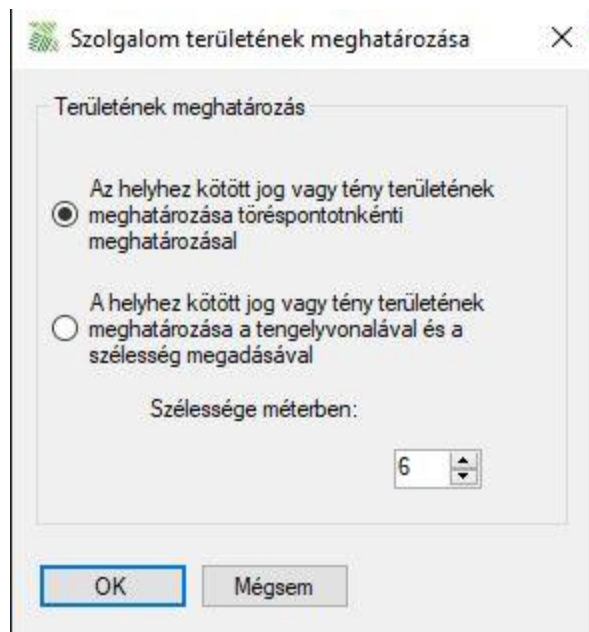 Szolgalom területének meghatározása
Területének meghatározás
Az helyhez kötött jog vagy tény területének
meghatározása töréspontotnkénti
meghatározásal
A helyhez kötött jog vagy tény területének
meghatározása a tengelyvonalával és a
szélesség megadásával
Szélessége méterben:
6
OK Mégsem